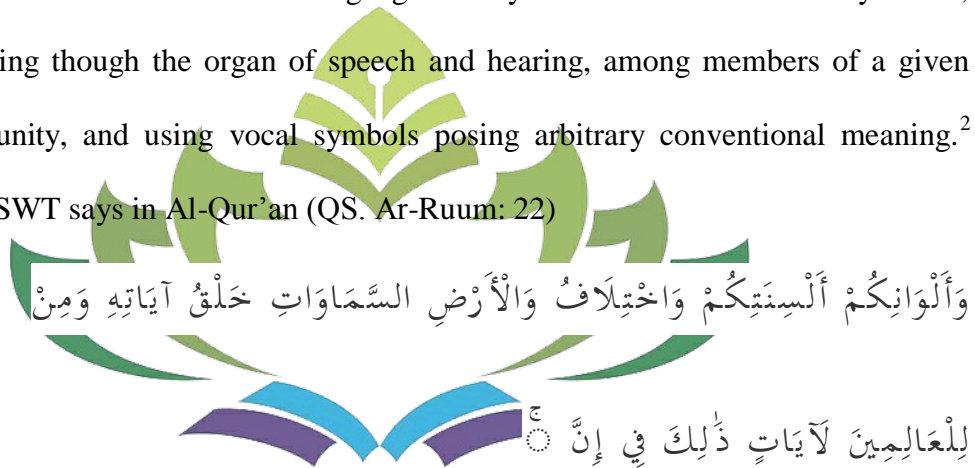 ing though the organ of speech and hearing, among members of a given
unity, and using vocal symbols posing arbitrary conventional meaning.2
SWT says in Al-Qur'an (QS. Ar-Ruum: 22)
وَأَلْوَانِكُمْ أَلْسِنَتِكُمْ وَاخْتِلَافُ وَالْأَرْضِ السَّمَاوَاتِ خَلْقُ آيَاتِهِ وَمِنْ
لِلْعَالِمِينَ لَآيَاتٍ ذَٰلِكَ فِي إِنَّ ۚ